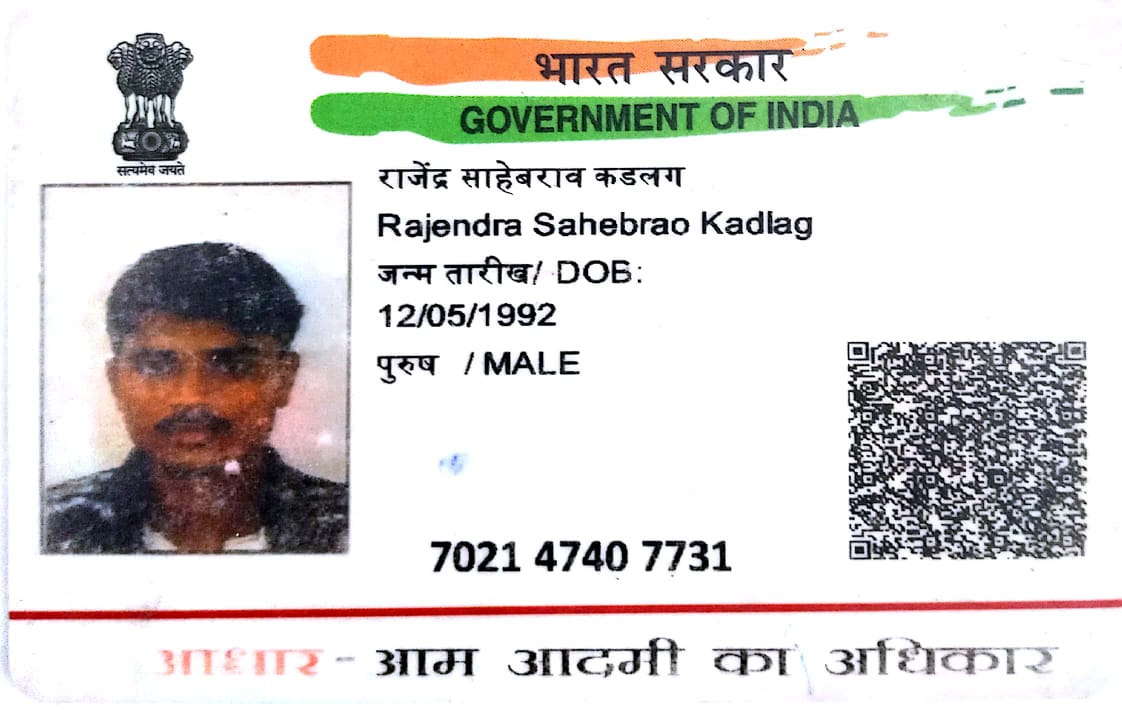 भारत सरकार
GOVERNMENT OF INDIA
सत्यमेव जयते
राजेंद्र साहेबराव कडलग
Rajendra Sahebrao Kadlag
जन्म तारीख/ DOB:
12/05/1992
पुरुष / MALE
7021 4740 7731
आधार - आम आदमी का अधिकार